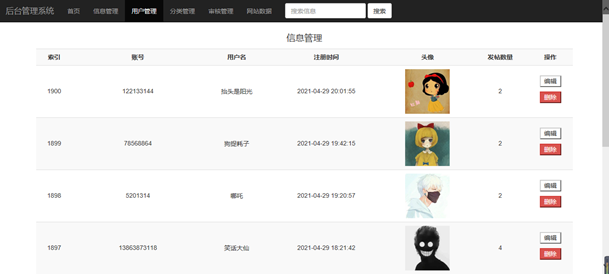 后台管理系统 首页 信息管理 用户管理 分类管理 审核管理 网站数据 搜索信息 搜索
信息管理
索引 账号 用户名 注册时间 头像 发帖数量 操作
1900 122133144 抬头是阳光 2021-04-29 20:01:55 2 编辑
删除
1899 78568864 狗捉耗子 2021-04-29 19:42:15 2 编辑
删除
1898 5201314 哪吒 2021-04-29 19:20:57 2 编辑
删除
1897 13863873118 笑话大仙 2021-04-29 18:21:42 4 编辑
删除